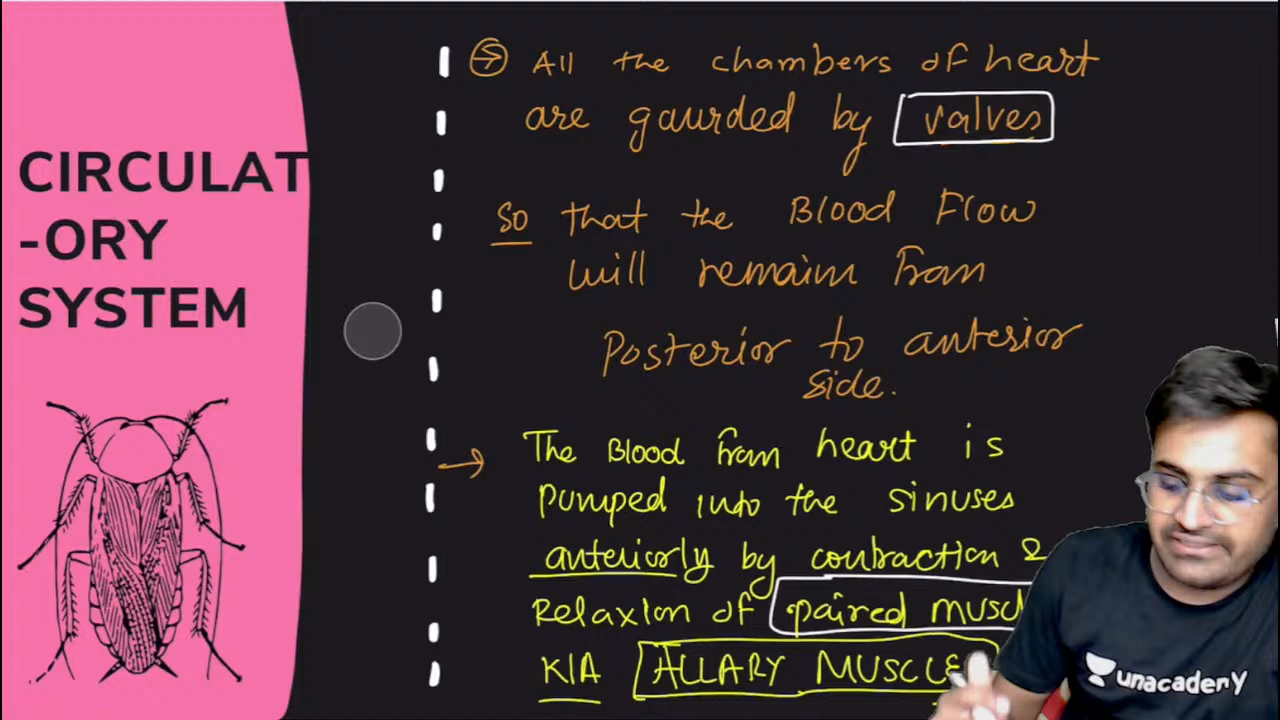 CIRCULAT
-ORY
SYSTEM
All the chambers of heart
are gaurded by valves
So that the Blood Flow
will remain from
Posterior to anterior
side.
The Blood from heart is
pumped into the sinuses
anteriorly by contraction &
Relaxion of paired muscl
KIA ALLARY MUSCLE
unacademy